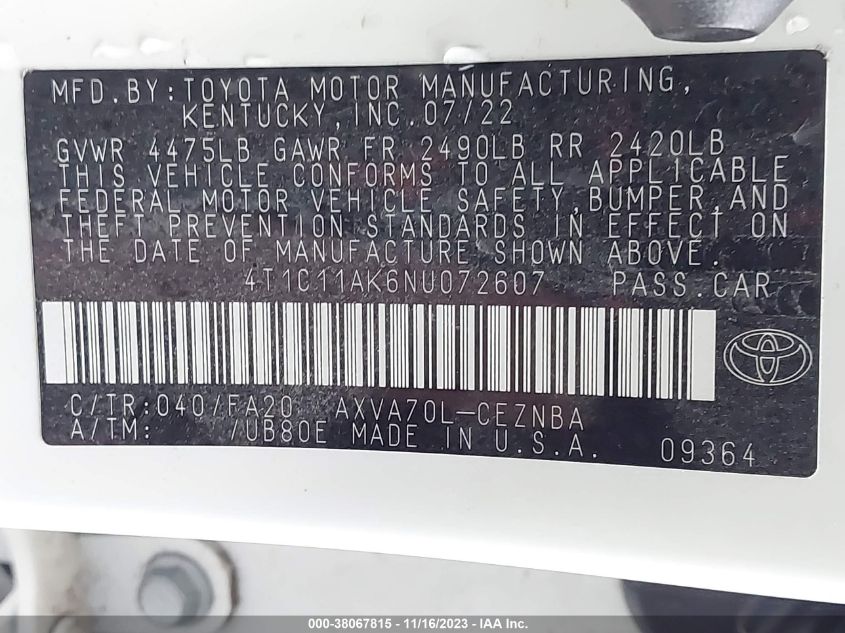 MFD.BY:TOYOTA MOTOR MANUFACTURING,
KENTUCKY,INC.07/22
GVWR 4475LB GAWR FR 2490LB RR 2420LB
THIS VEHICLE CONFORMS TO ALL APPLICABLE
FEDERAL MOTOR VEHICLE SAFETY,BUMPER,AND
THEFT PREVENTION STANDARDS IN EFFECT ON
THE DATE OF MANUFACTURE SHOWN ABOVE.
4T1C11AK6NU072607 PASS.CAR
C/TR:040/FA20 AXVA70L-CEZNBA
A/TM: /UB80E MADE IN U.S.A. 09364
000-38067815 - 11/16/2023 - IAA Inc.